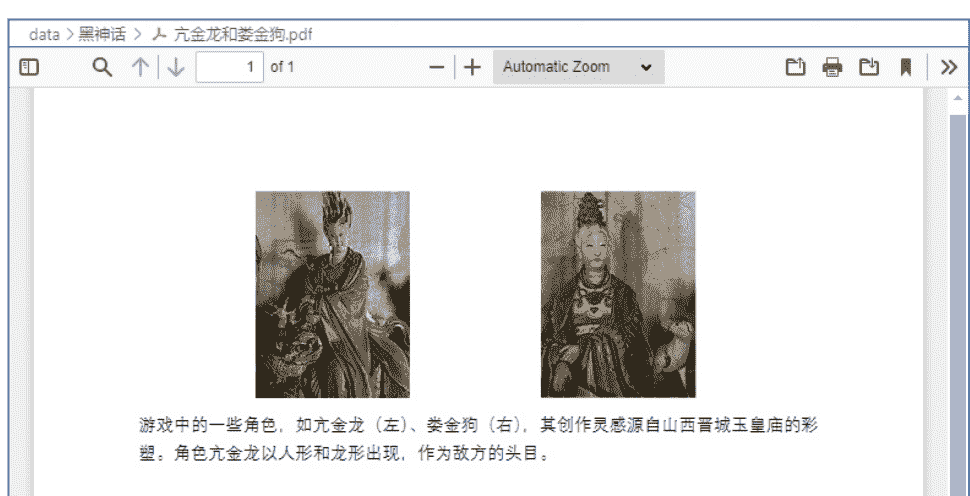 data > 黑神话 > 亢金龙和娄金狗.pdf
1 of 1 Automatic Zoom
游戏中的一些角色，如亢金龙（左）、娄金狗（右），其创作灵感源自山西晋城玉皇庙的彩
塑。角色亢金龙以人形和龙形出现，作为敌方的头目。